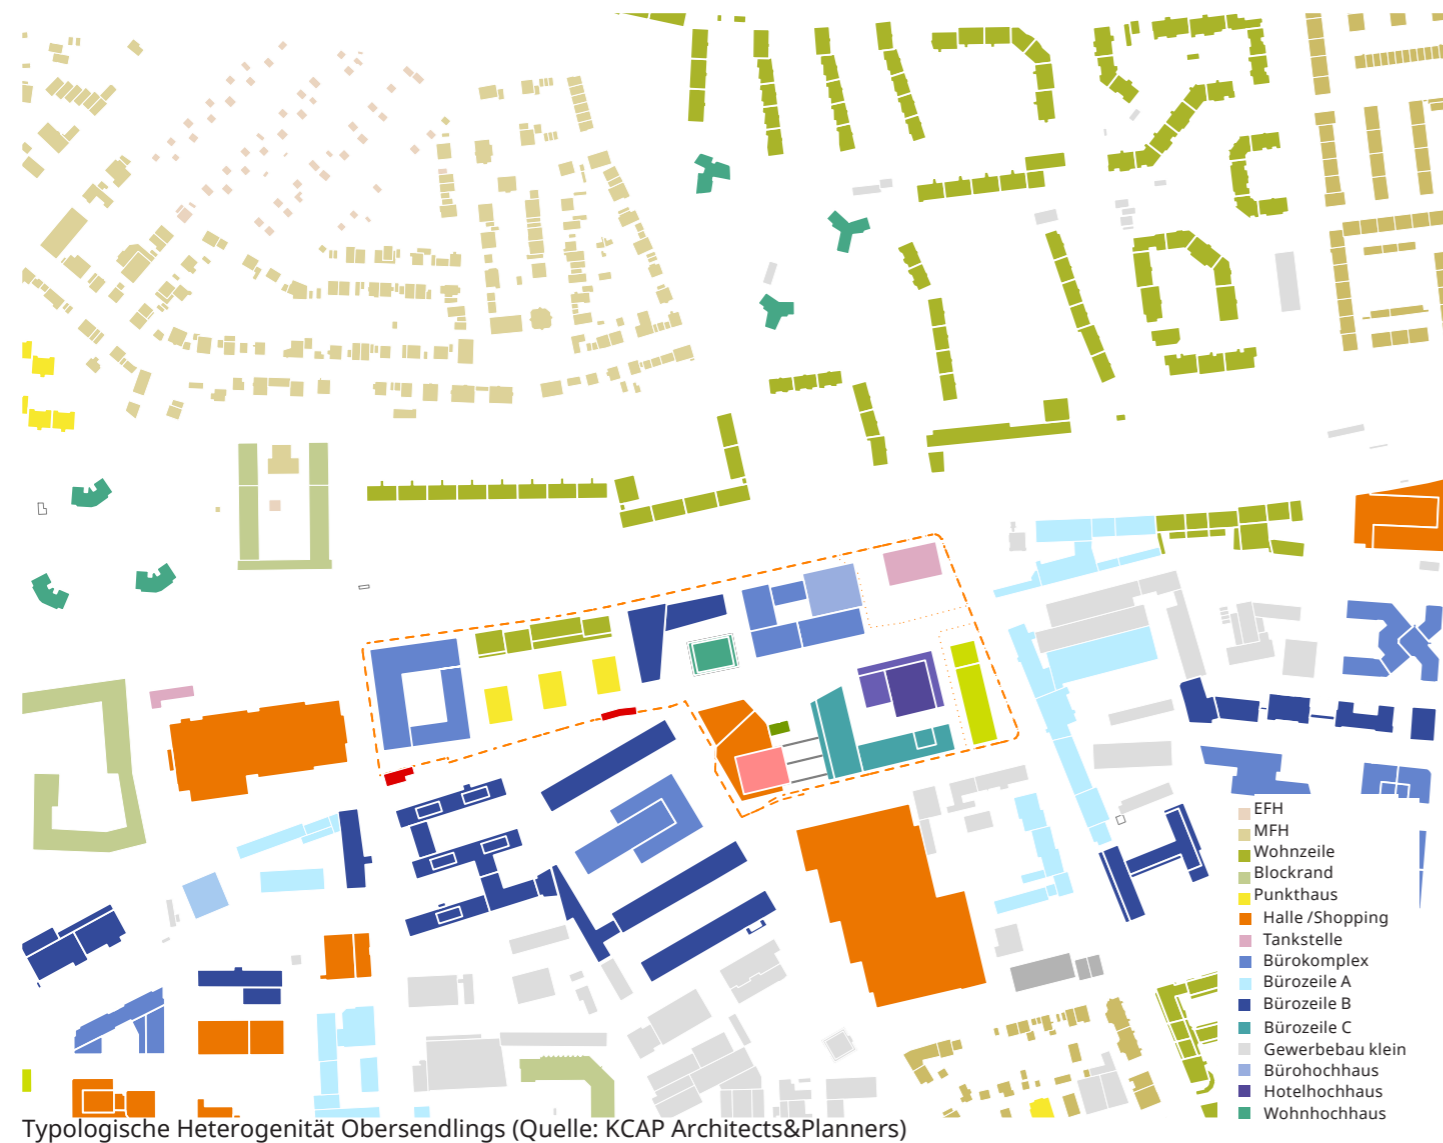 EFH
MFH
Wohnzeile
Blockrand
Punkthaus
Halle /Shopping
Tankstelle
Bürokomplex
Bürozeile A
Bürozeile B
Bürozeile C
Gewerbebau klein
Bürohochhaus
Hotelhochhaus
Wohnhochhaus
Typologische Heterogenität Obersendlings (Quelle: KCAP Architects&Planners)